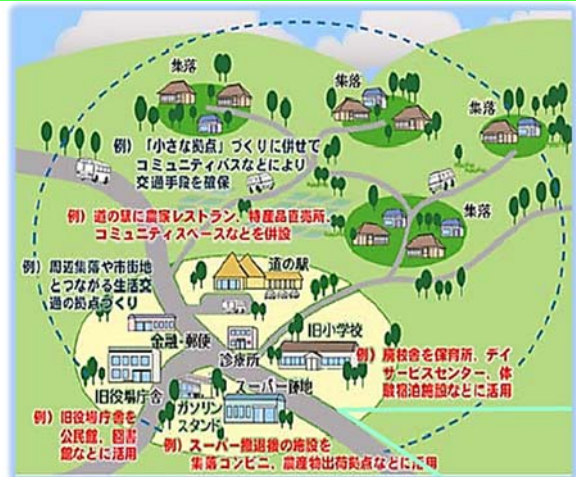 集落
集落
集落
例)「小さな拠点」づくりに併せて
コミュニティバスなどにより
交通手段を確保
集落
例)道の駅に農家レストラン、特産品直売所、
コミュニティスペースなどを併設
例)周辺集落や市街地
とつながる生活交
通の拠点づくり
道の駅
金融・郵便
診療所
旧小学校
例)廃校舎を保育所、デイ
サービスセンター、体
験宿泊施設などに活用
旧役場庁舎
ガソリン
スタンド
スーパー跡地
例)旧役場庁舎を
公民館、図書
館などに活用
例)スーパー撤退後の施設を
集落コンビニ、農産物出荷拠点などに活用